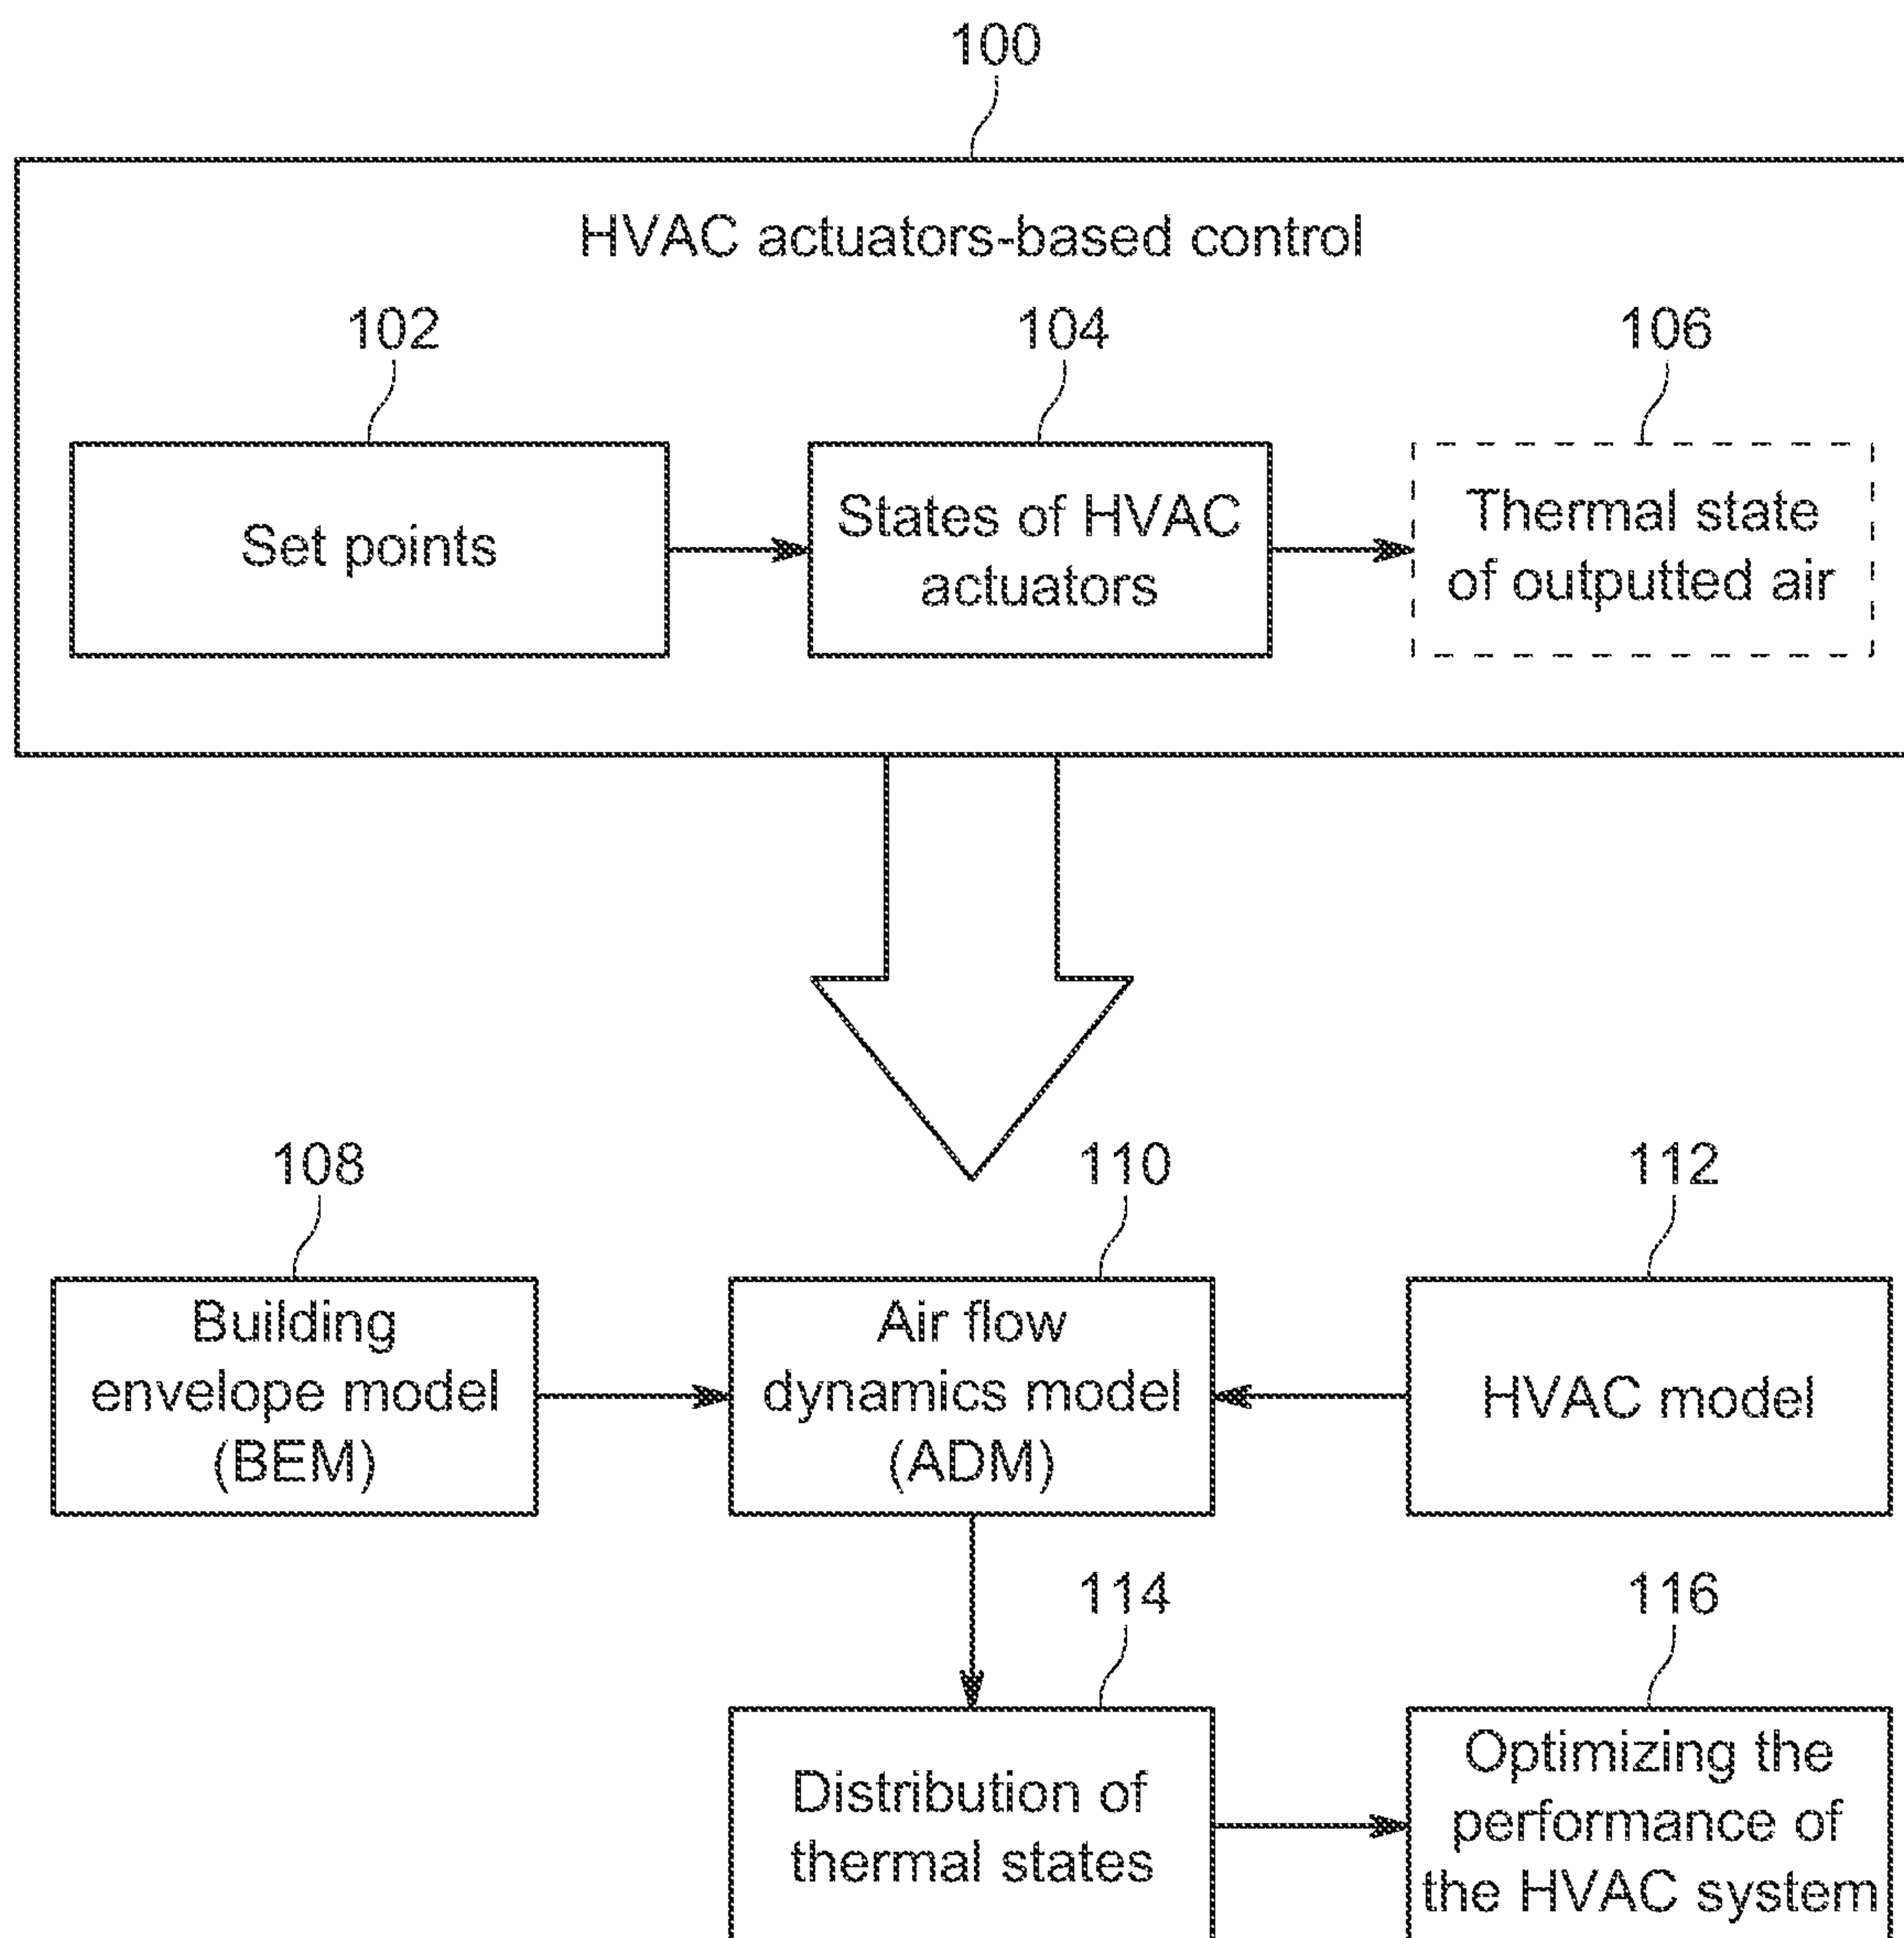 100
HVAC actuators-based control
102
104
106
Set points
States of HVAC
actuators
Thermal state
of outputted air
108
110
112
Building
envelope model
(BEM)
Air flow
dynamics model
(ADM)
HVAC model
114
116
Distribution of
thermal states
Optimizing the
performance of
the HVAC system